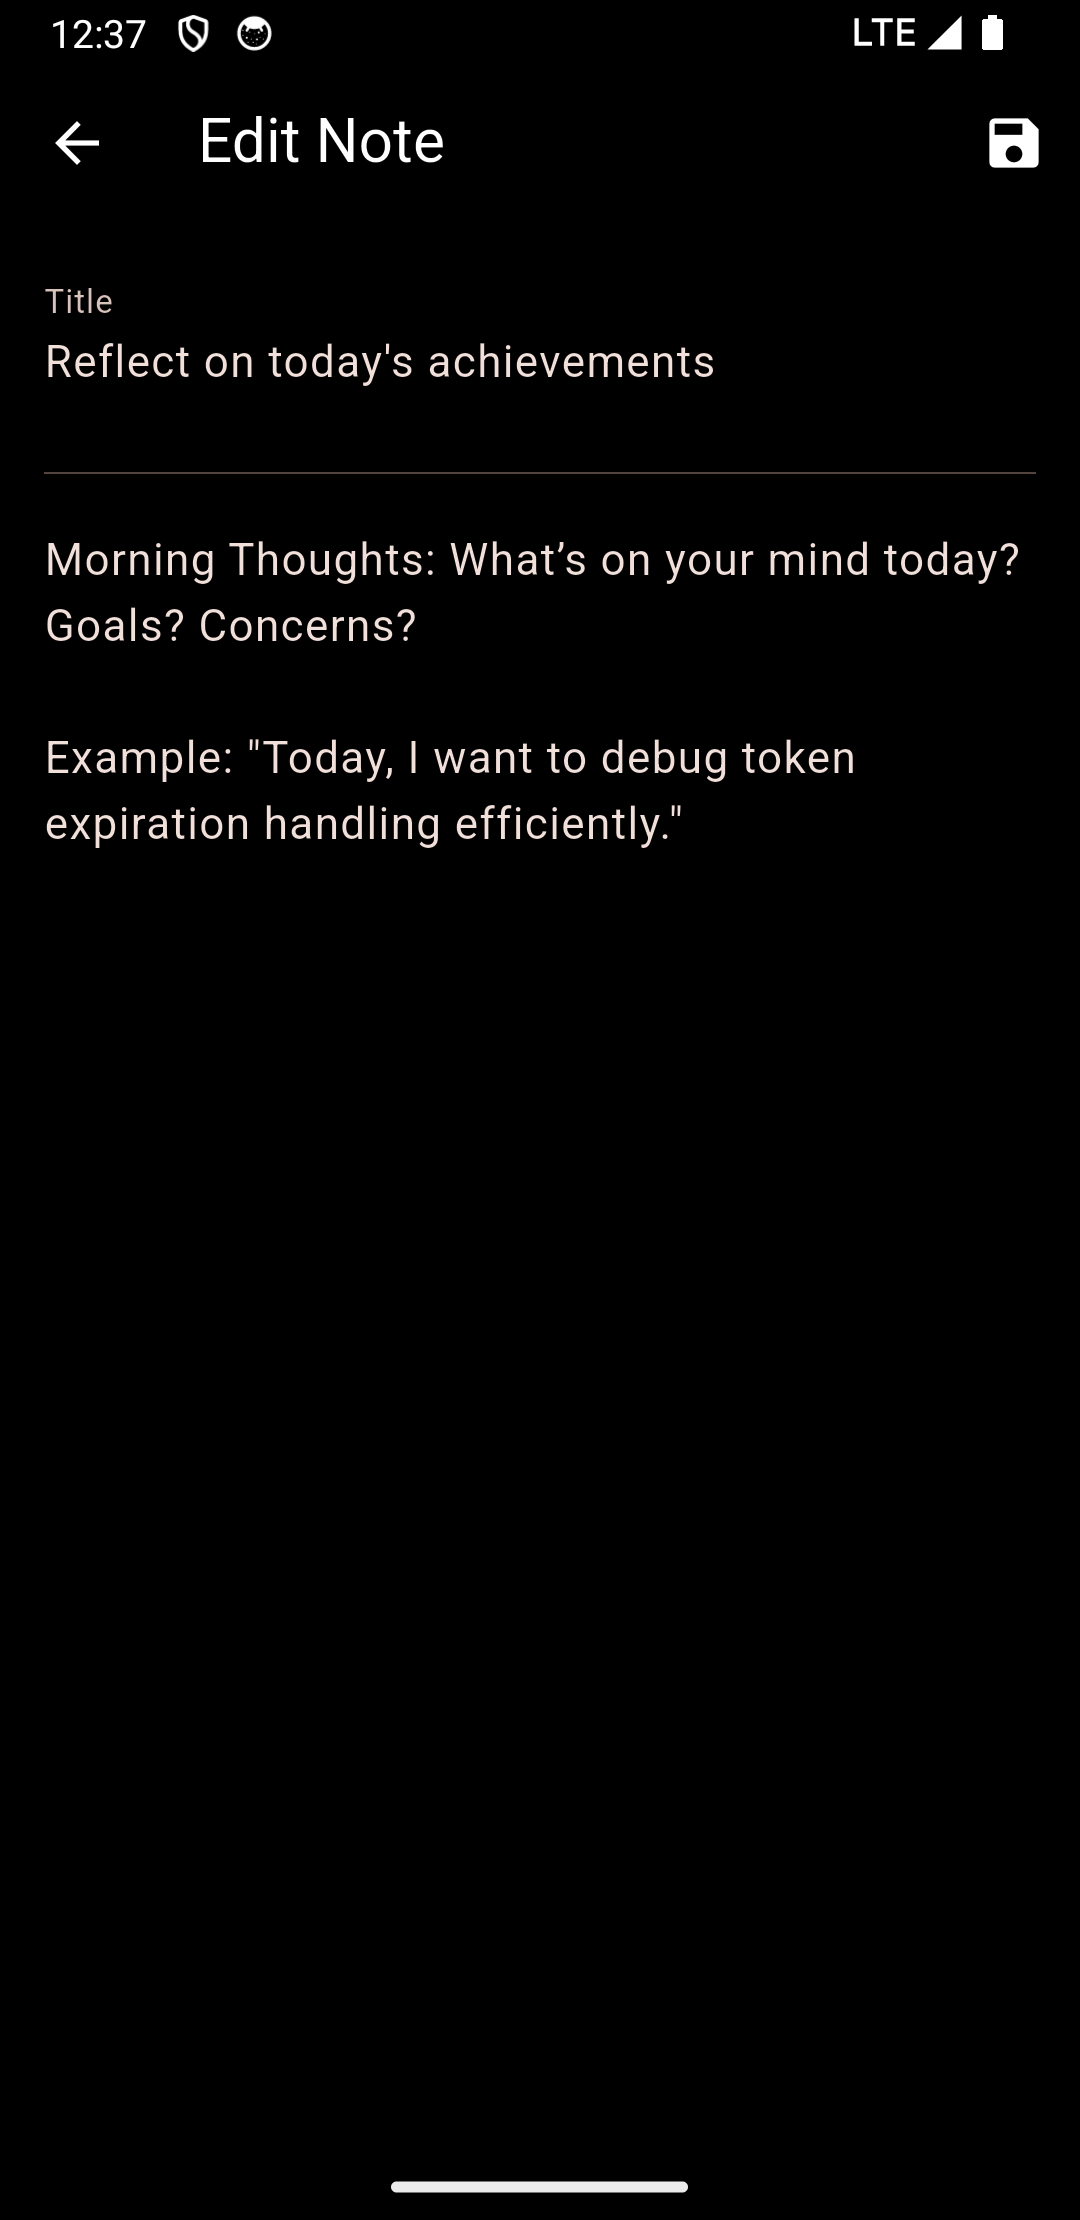 12:37
LTE
Edit Note
Title
Reflect on today's achievements
Morning Thoughts: What’s on your mind today?
Goals? Concerns?
Example: "Today, I want to debug token
expiration handling efficiently."